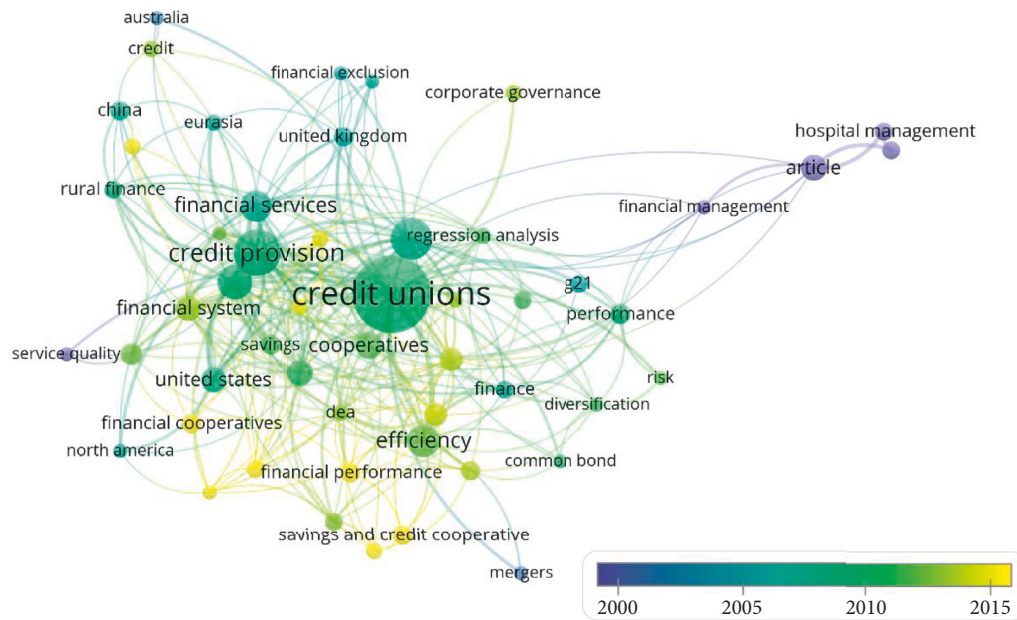 australia
credit
financial exclusion
corporate governance
china
eurasia
united kingdom
hospital management
article
rural finance
financial services
financial management
credit provision
regression analysis
credit unions
g21
financial system
performance
service quality
savings
cooperatives
united states
finance
risk
diversification
financial cooperatives
dea
efficiency
north america
financial performance
common bond
savings and credit cooperative
mergers
2000 2005 2010 2015